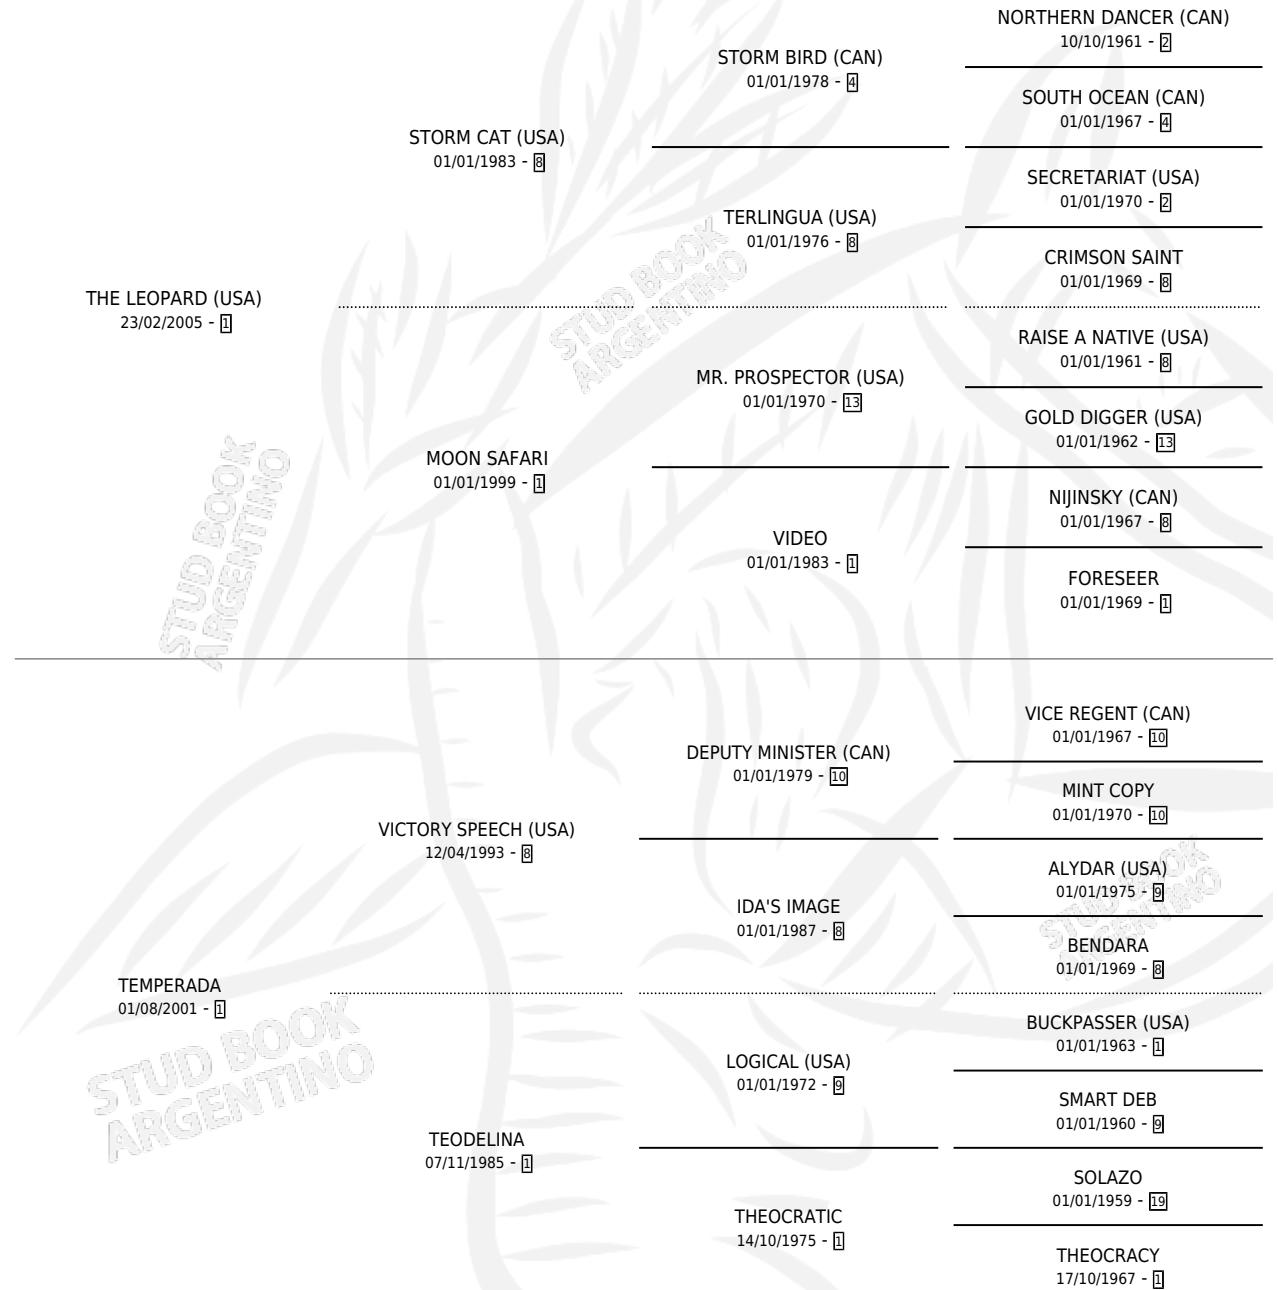 NORTHERN DANCER (CAN)
10/10/1961 - 2
STORM BIRD (CAN)
01/01/1978 - 4
SOUTH OCEAN (CAN)
01/01/1967 - 4
STORM CAT (USA)
01/01/1983 - 8
SECRETARIAT (USA)
01/01/1970 - 2
TERLINGUA (USA)
01/01/1976 - 8
CRIMSON SAINT
01/01/1969 - 8
THE LEOPARD (USA)
23/02/2005 - 1
STUD BOOK
ARGENTINO
RAISE A NATIVE (USA)
01/01/1961 - 8
MR. PROSPECTOR (USA)
01/01/1970 - 13
GOLD DIGGER (USA)
01/01/1962 - 13
MOON SAFARI
01/01/1999 - 1
NIJINSKY (CAN)
01/01/1967 - 8
VIDEO
01/01/1983 - 1
FORESEER
01/01/1969 - 1
STUD BOOK
ARGENTINO
VICE REGENT (CAN)
01/01/1967 - 10
DEPUTY MINISTER (CAN)
01/01/1979 - 10
MINT COPY
01/01/1970 - 10
VICTORY SPEECH (USA)
12/04/1993 - 8
ALYDAR (USA)
01/01/1975 - 9
IDA'S IMAGE
01/01/1987 - 8
BENDARA
01/01/1969 - 8
STUD BOOK
ARGENTINO
TEMPERADA
01/08/2001 - 1
BUCKPASSER (USA)
01/01/1963 - 1
LOGICAL (USA)
01/01/1972 - 9
SMART DEB
01/01/1960 - 9
STUD BOOK
ARGENTINO
TEODELINA
07/11/1985 - 1
SOLAZO
01/01/1959 - 19
THEOCRATIC
14/10/1975 - 1
THEOCRACY
17/10/1967 - 1